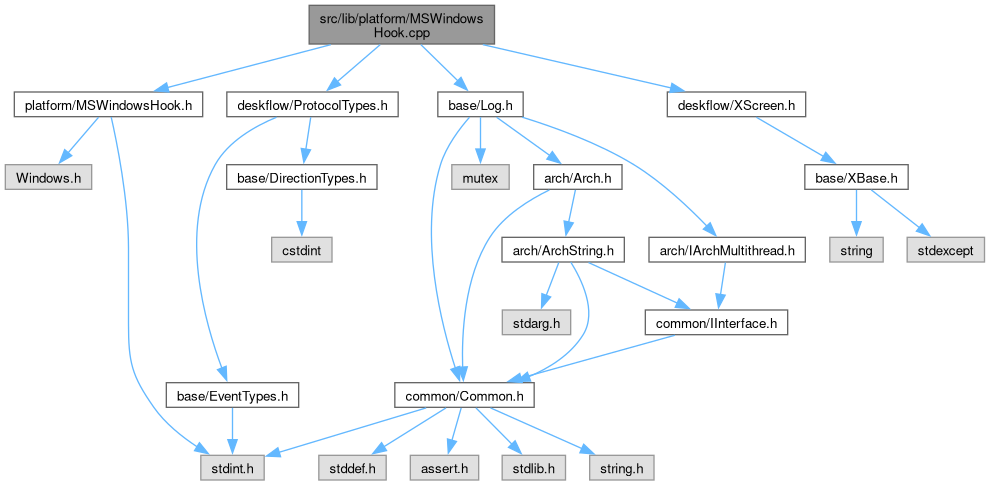 src/lib/platform/MSWindows
Hook.cpp
platform/MSWindowsHook.h
deskflow/ProtocolTypes.h
base/Log.h
deskflow/XScreen.h
Windows.h
base/DirectionTypes.h
mutex
arch/Arch.h
base/XBase.h
cstdint
arch/ArchString.h
arch/IArchMultithread.h
string
stdexcept
stdarg.h
common/IInterface.h
base/EventTypes.h
common/Common.h
stdint.h
stddef.h
assert.h
stdlib.h
string.h